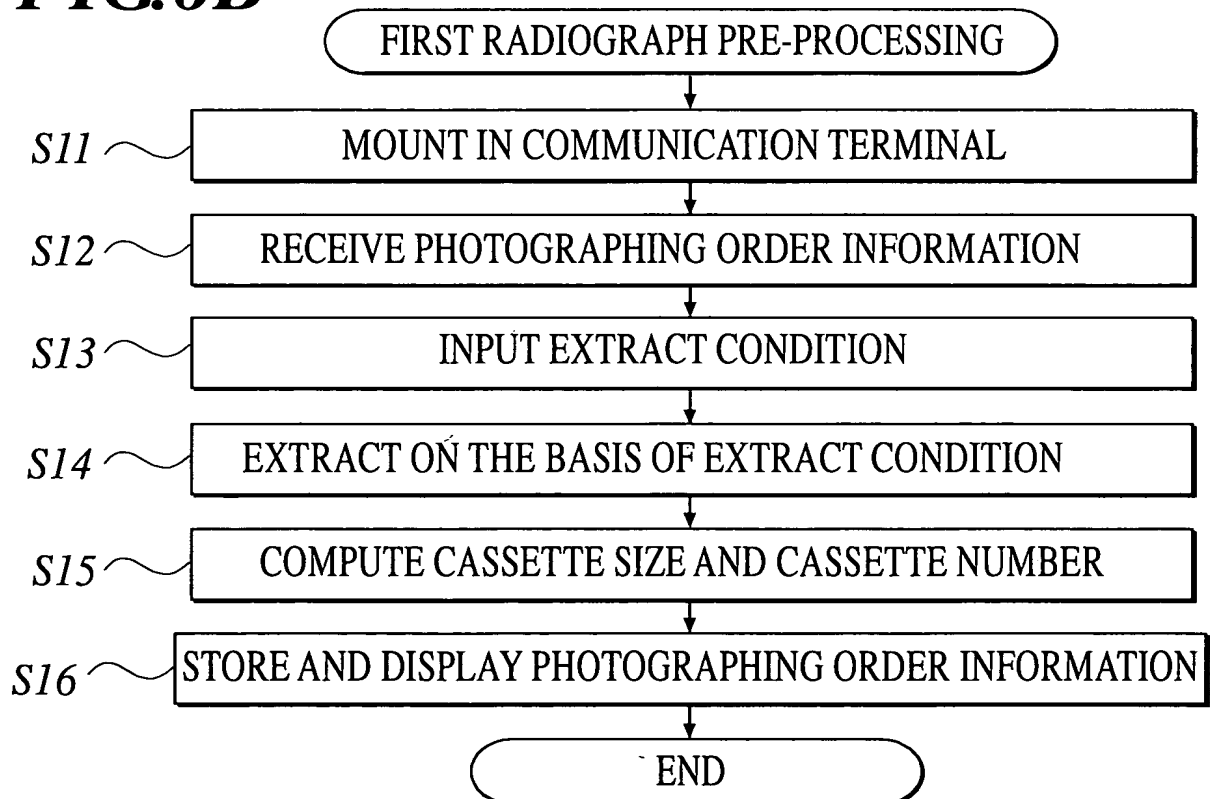 FIRST RADIOGRAPH PRE-PROCESSING
S11 MOUNT IN COMMUNICATION TERMINAL
S12 RECEIVE PHOTOGRAPHING ORDER INFORMATION
S13 INPUT EXTRACT CONDITION
S14 EXTRACT ON THE BASIS OF EXTRACT CONDITION
S15 COMPUTE CASSETTE SIZE AND CASSETTE NUMBER
S16 STORE AND DISPLAY PHOTOGRAPHING ORDER INFORMATION
END